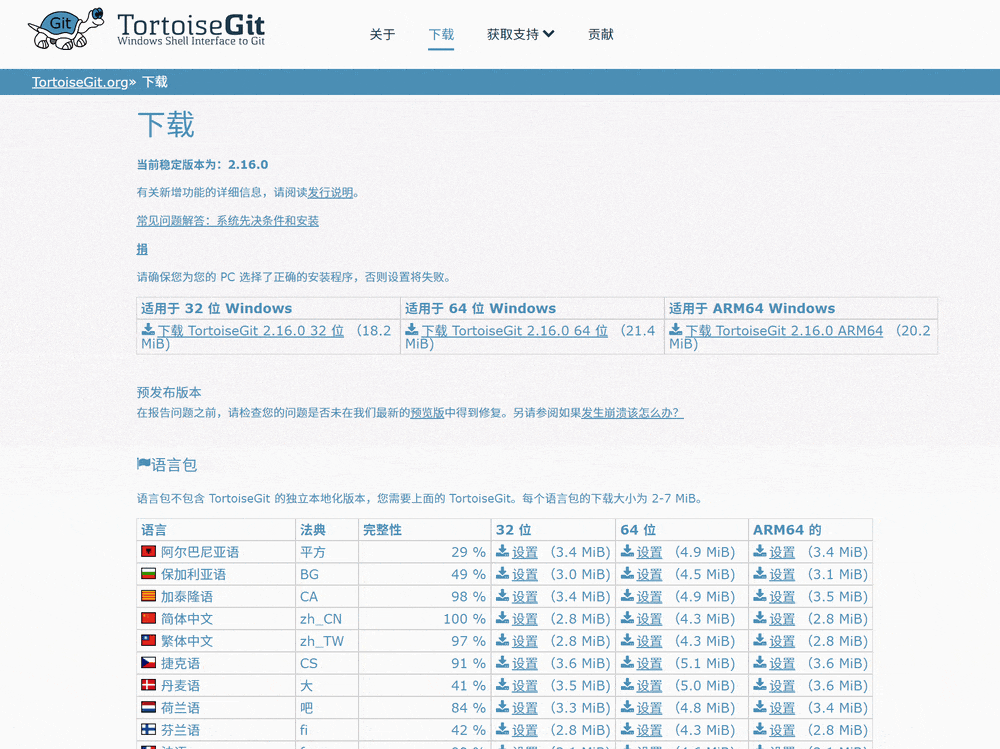 Git TortoiseGit
Windows Shell Interface to Git
关于 下载 获取支持 贡献
TortoiseGit.org» 下载
下载
当前稳定版本为：2.16.0
有关新增功能的详细信息，请阅读发行说明。
常见问题解答：系统先决条件和安装
捐
请确保您为您的 PC 选择了正确的安装程序，否则设置将失败。
适用于 32 位 Windows 适用于 64 位 Windows 适用于 ARM64 Windows
下载 TortoiseGit 2.16.0 32 位 （18.2 MiB) 下载 TortoiseGit 2.16.0 64 位 （21.4 MiB) 下载 TortoiseGit 2.16.0 ARM64 （20.2 MiB)
预发布版本
在报告问题之前，请检查您的问题是否未在我们最新的预览版中得到修复。另请参阅如果发生崩溃该怎么办？
语言包
语言包不包含 TortoiseGit 的独立本地化版本，您需要上面的 TortoiseGit。每个语言包的下载大小为 2-7 MiB。
语言 法典 完整性 32 位 64 位 ARM64 的
阿尔巴尼亚语 平方 29 % 设置 （3.4 MiB) 设置 （4.9 MiB) 设置 （3.4 MiB)
保加利亚语 BG 49 % 设置 （3.0 MiB) 设置 （4.5 MiB) 设置 （3.1 MiB)
加泰隆语 CA 98 % 设置 （3.4 MiB) 设置 （4.9 MiB) 设置 （3.5 MiB)
简体中文 zh_CN 100 % 设置 （2.8 MiB) 设置 （4.3 MiB) 设置 （2.8 MiB)
繁体中文 zh_TW 97 % 设置 （2.8 MiB) 设置 （4.3 MiB) 设置 （2.8 MiB)
捷克语 CS 91 % 设置 （3.6 MiB) 设置 （5.1 MiB) 设置 （3.6 MiB)
丹麦语 大 41 % 设置 （3.5 MiB) 设置 （5.0 MiB) 设置 （3.6 MiB)
荷兰语 吧 84 % 设置 （3.3 MiB) 设置 （4.8 MiB) 设置 （3.4 MiB)
芬兰语 fi 42 % 设置 （2.8 MiB) 设置 （4.3 MiB) 设置 （2.8 MiB)